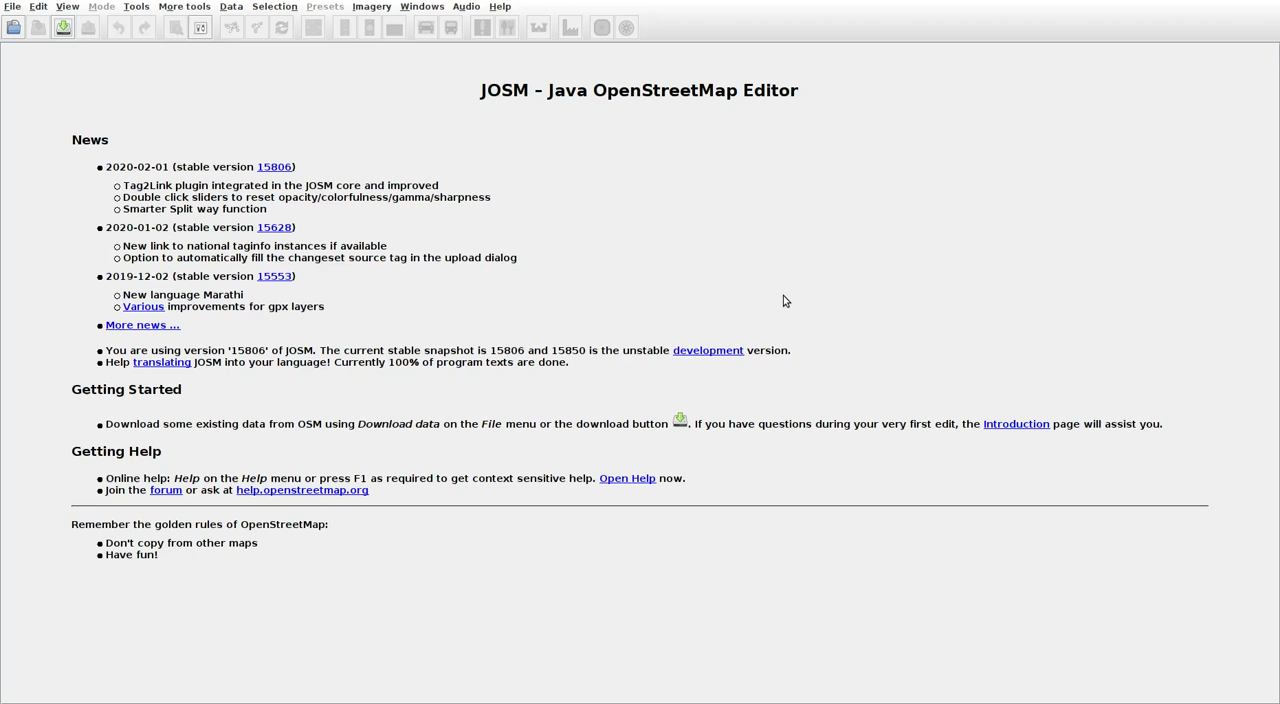 File Edit View Mode Tools More tools Data Selection Presets Imagery Windows Audio Help
JOSM – Java OpenStreetMap Editor
News
2020-02-01 (stable version 15806)
Tag2Link plugin integrated in the JOSM core and improved
Double click sliders to reset opacity/colorfulness/gamma/sharpness
Smarter Split way function
2020-01-02 (stable version 15628)
New link to national taginfo instances if available
Option to automatically fill the changeset source tag in the upload dialog
2019-12-02 (stable version 15553)
New language Marathi
Various improvements for gpx layers
More news ...
You are using version '15806' of JOSM. The current stable snapshot is 15806 and 15850 is the unstable development version.
Help translating JOSM into your language! Currently 100% of program texts are done.
Getting Started
Download some existing data from OSM using Download data on the File menu or the download button . If you have questions during your very first edit, the Introduction page will assist you.
Getting Help
Online help: Help on the Help menu or press F1 as required to get context sensitive help. Open Help now.
Join the forum or ask at help.openstreetmap.org
Remember the golden rules of OpenStreetMap:
Don't copy from other maps
Have fun!